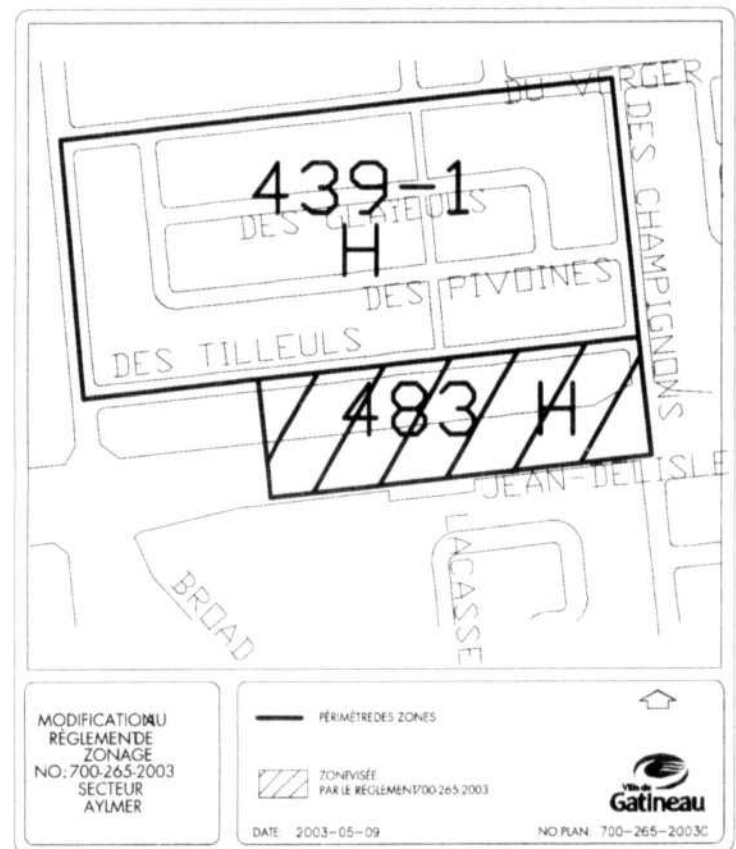 DU VERGER
DES CHAMPIGNONS
439-1
DES GLAIEULS
H
DES PIVOINES
DES TILLEULS
483 H
JEAN-DELISLE
LACASSE
BROAD
MODIFICATION AU
RÈGLEMENT DE
ZONAGE
NO.: 700-265-2003
SECTEUR
AYLMER
PÉRIMÈTRE DES ZONES
ZONE VISÉE
PAR LE RÈGLEMENT 700-265-2003
DATE: 2003-05-09
Ville de
Gatineau
NO PLAN: 700-265-2003C